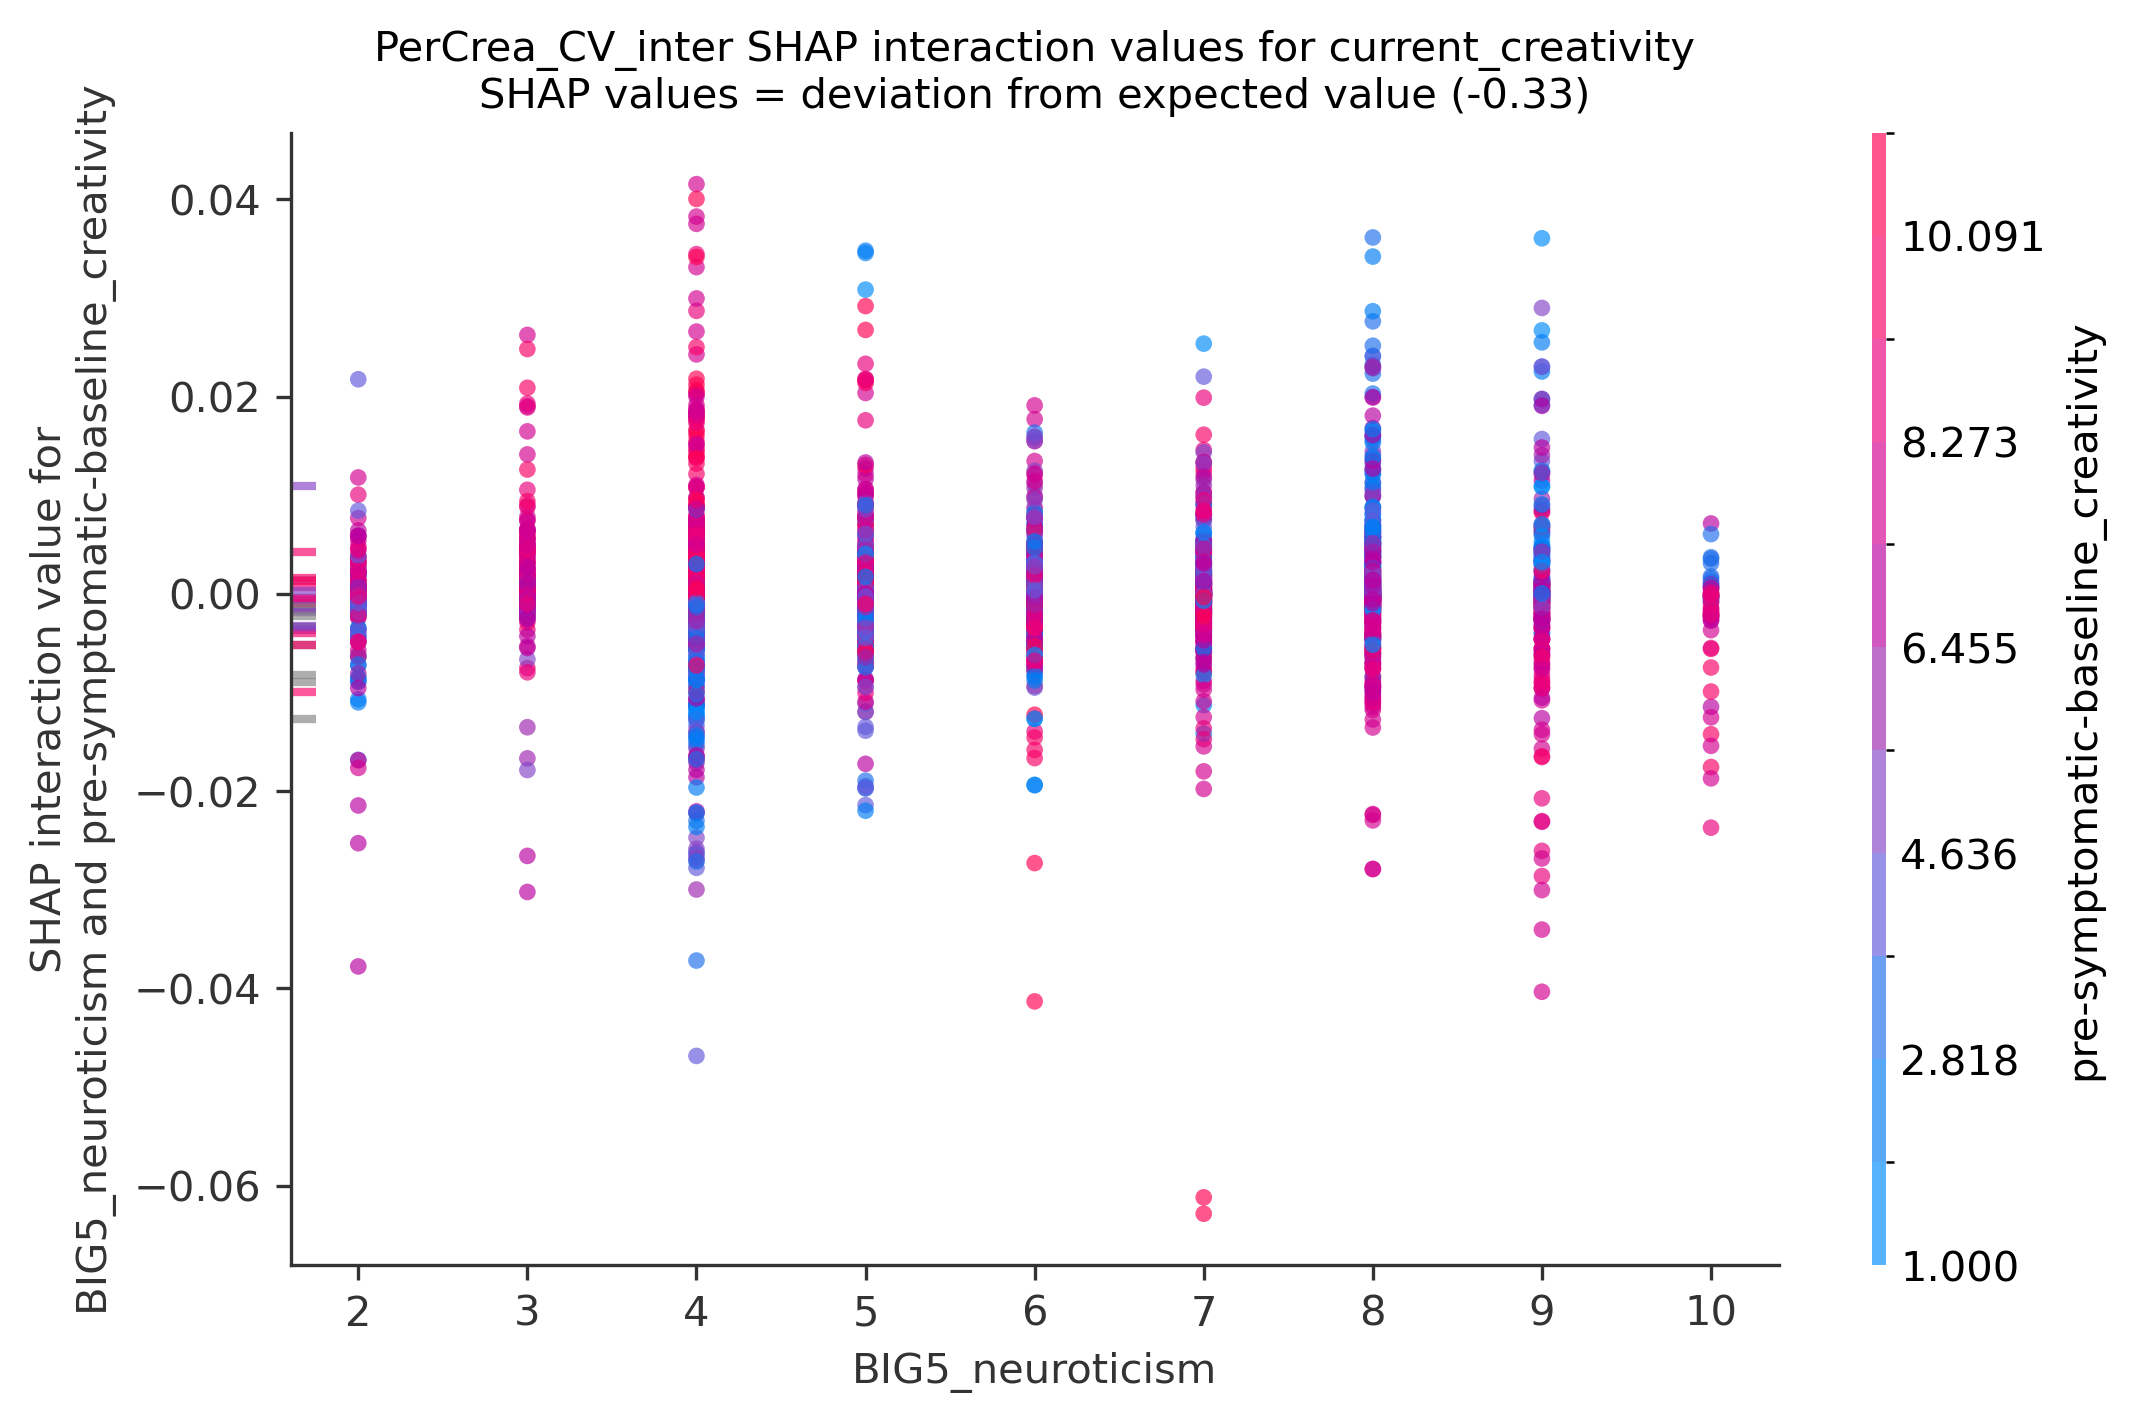 PerCrea_CV_inter SHAP interaction values for current_creativity
SHAP values = deviation from expected value (-0.33)
SHAP interaction value for
BIG5_neuroticism and pre-symptomatic-baseline_creativity
0.04
0.02
0.00
−0.02
−0.04
−0.06
2 3 4 5 6 7 8 9 10
BIG5_neuroticism
10.091
8.273
6.455
4.636
2.818
1.000
pre-symptomatic-baseline_creativity